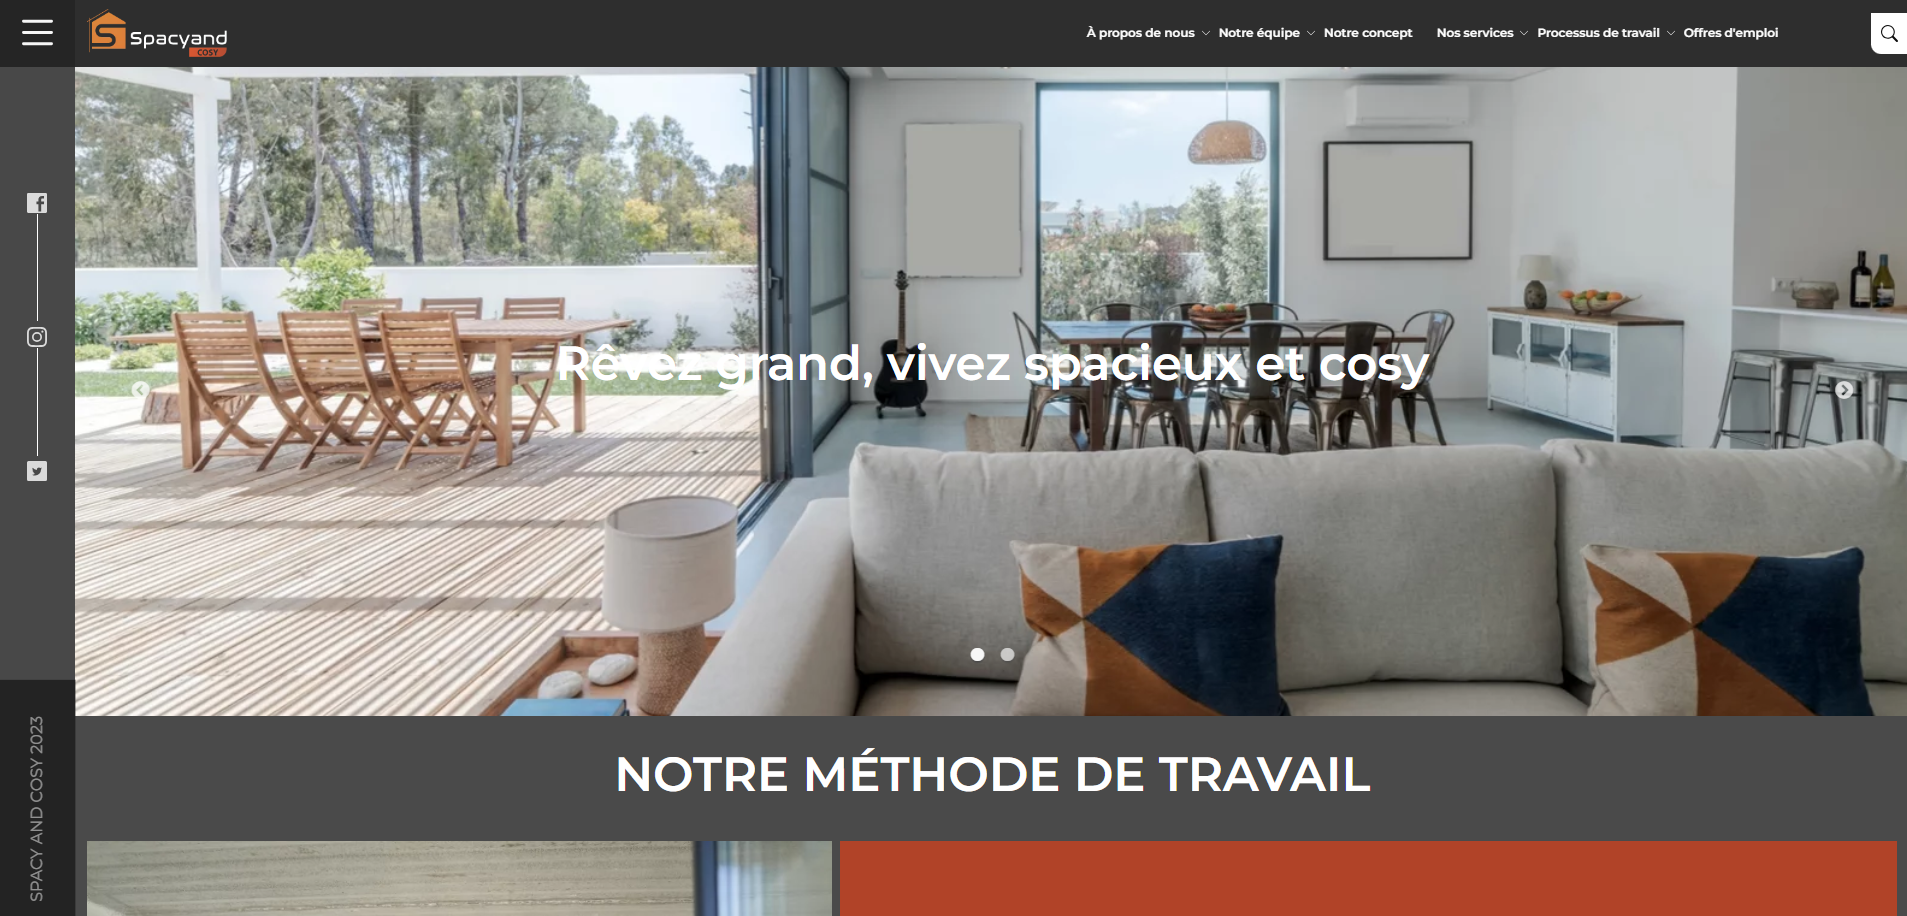 Spacyand
COSY
À propos de nous
Notre équipe
Notre concept
Nos services
Processus de travail
Offres d'emploi
Rêvez grand, vivez spacieux et cosy
SPACY AND COSY 2023
NOTRE MÉTHODE DE TRAVAIL